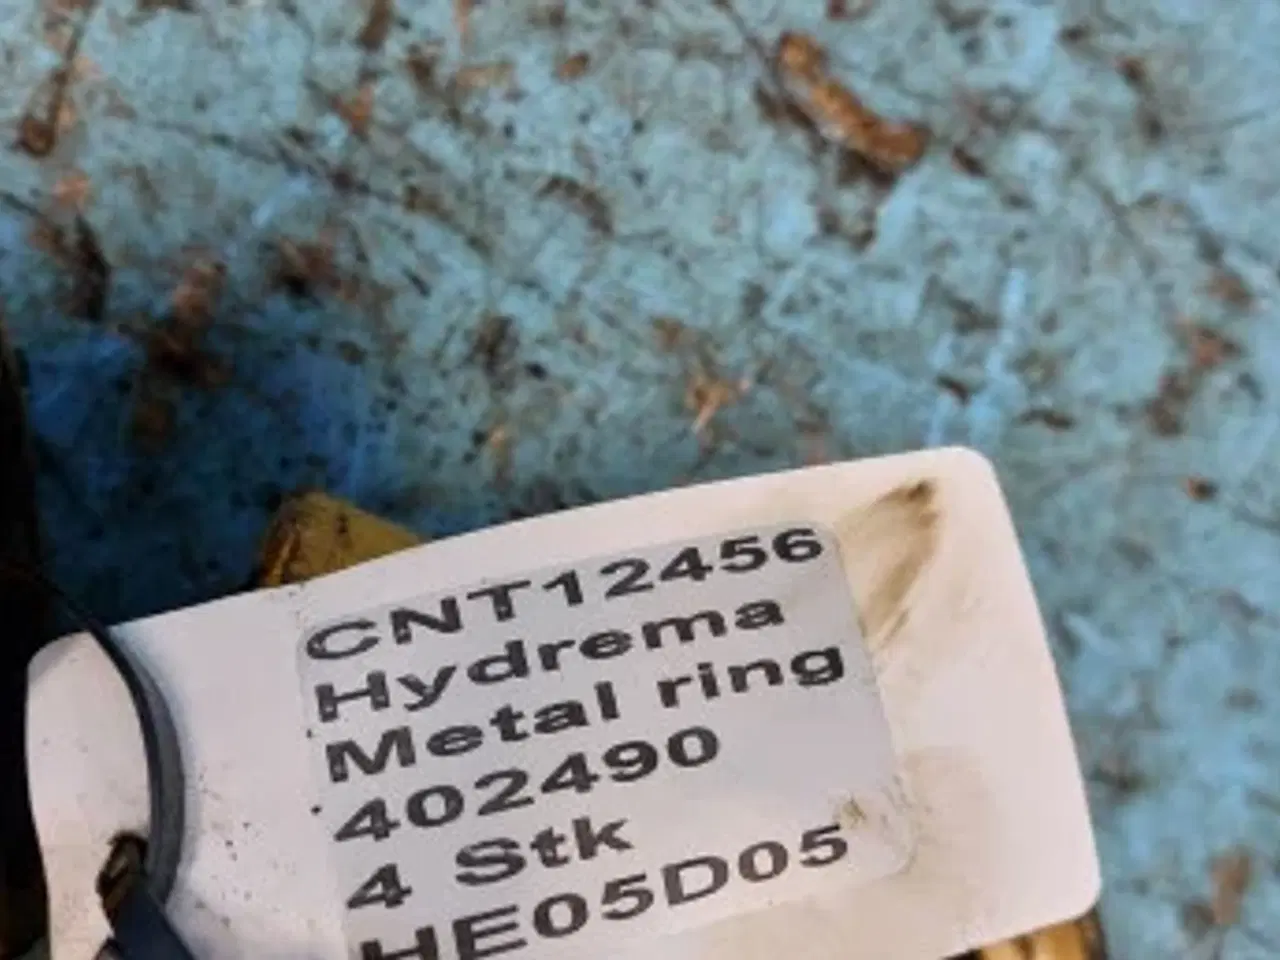 CNT12456
Hydrema
Metal ring
402490
4 Stk
HE05D05